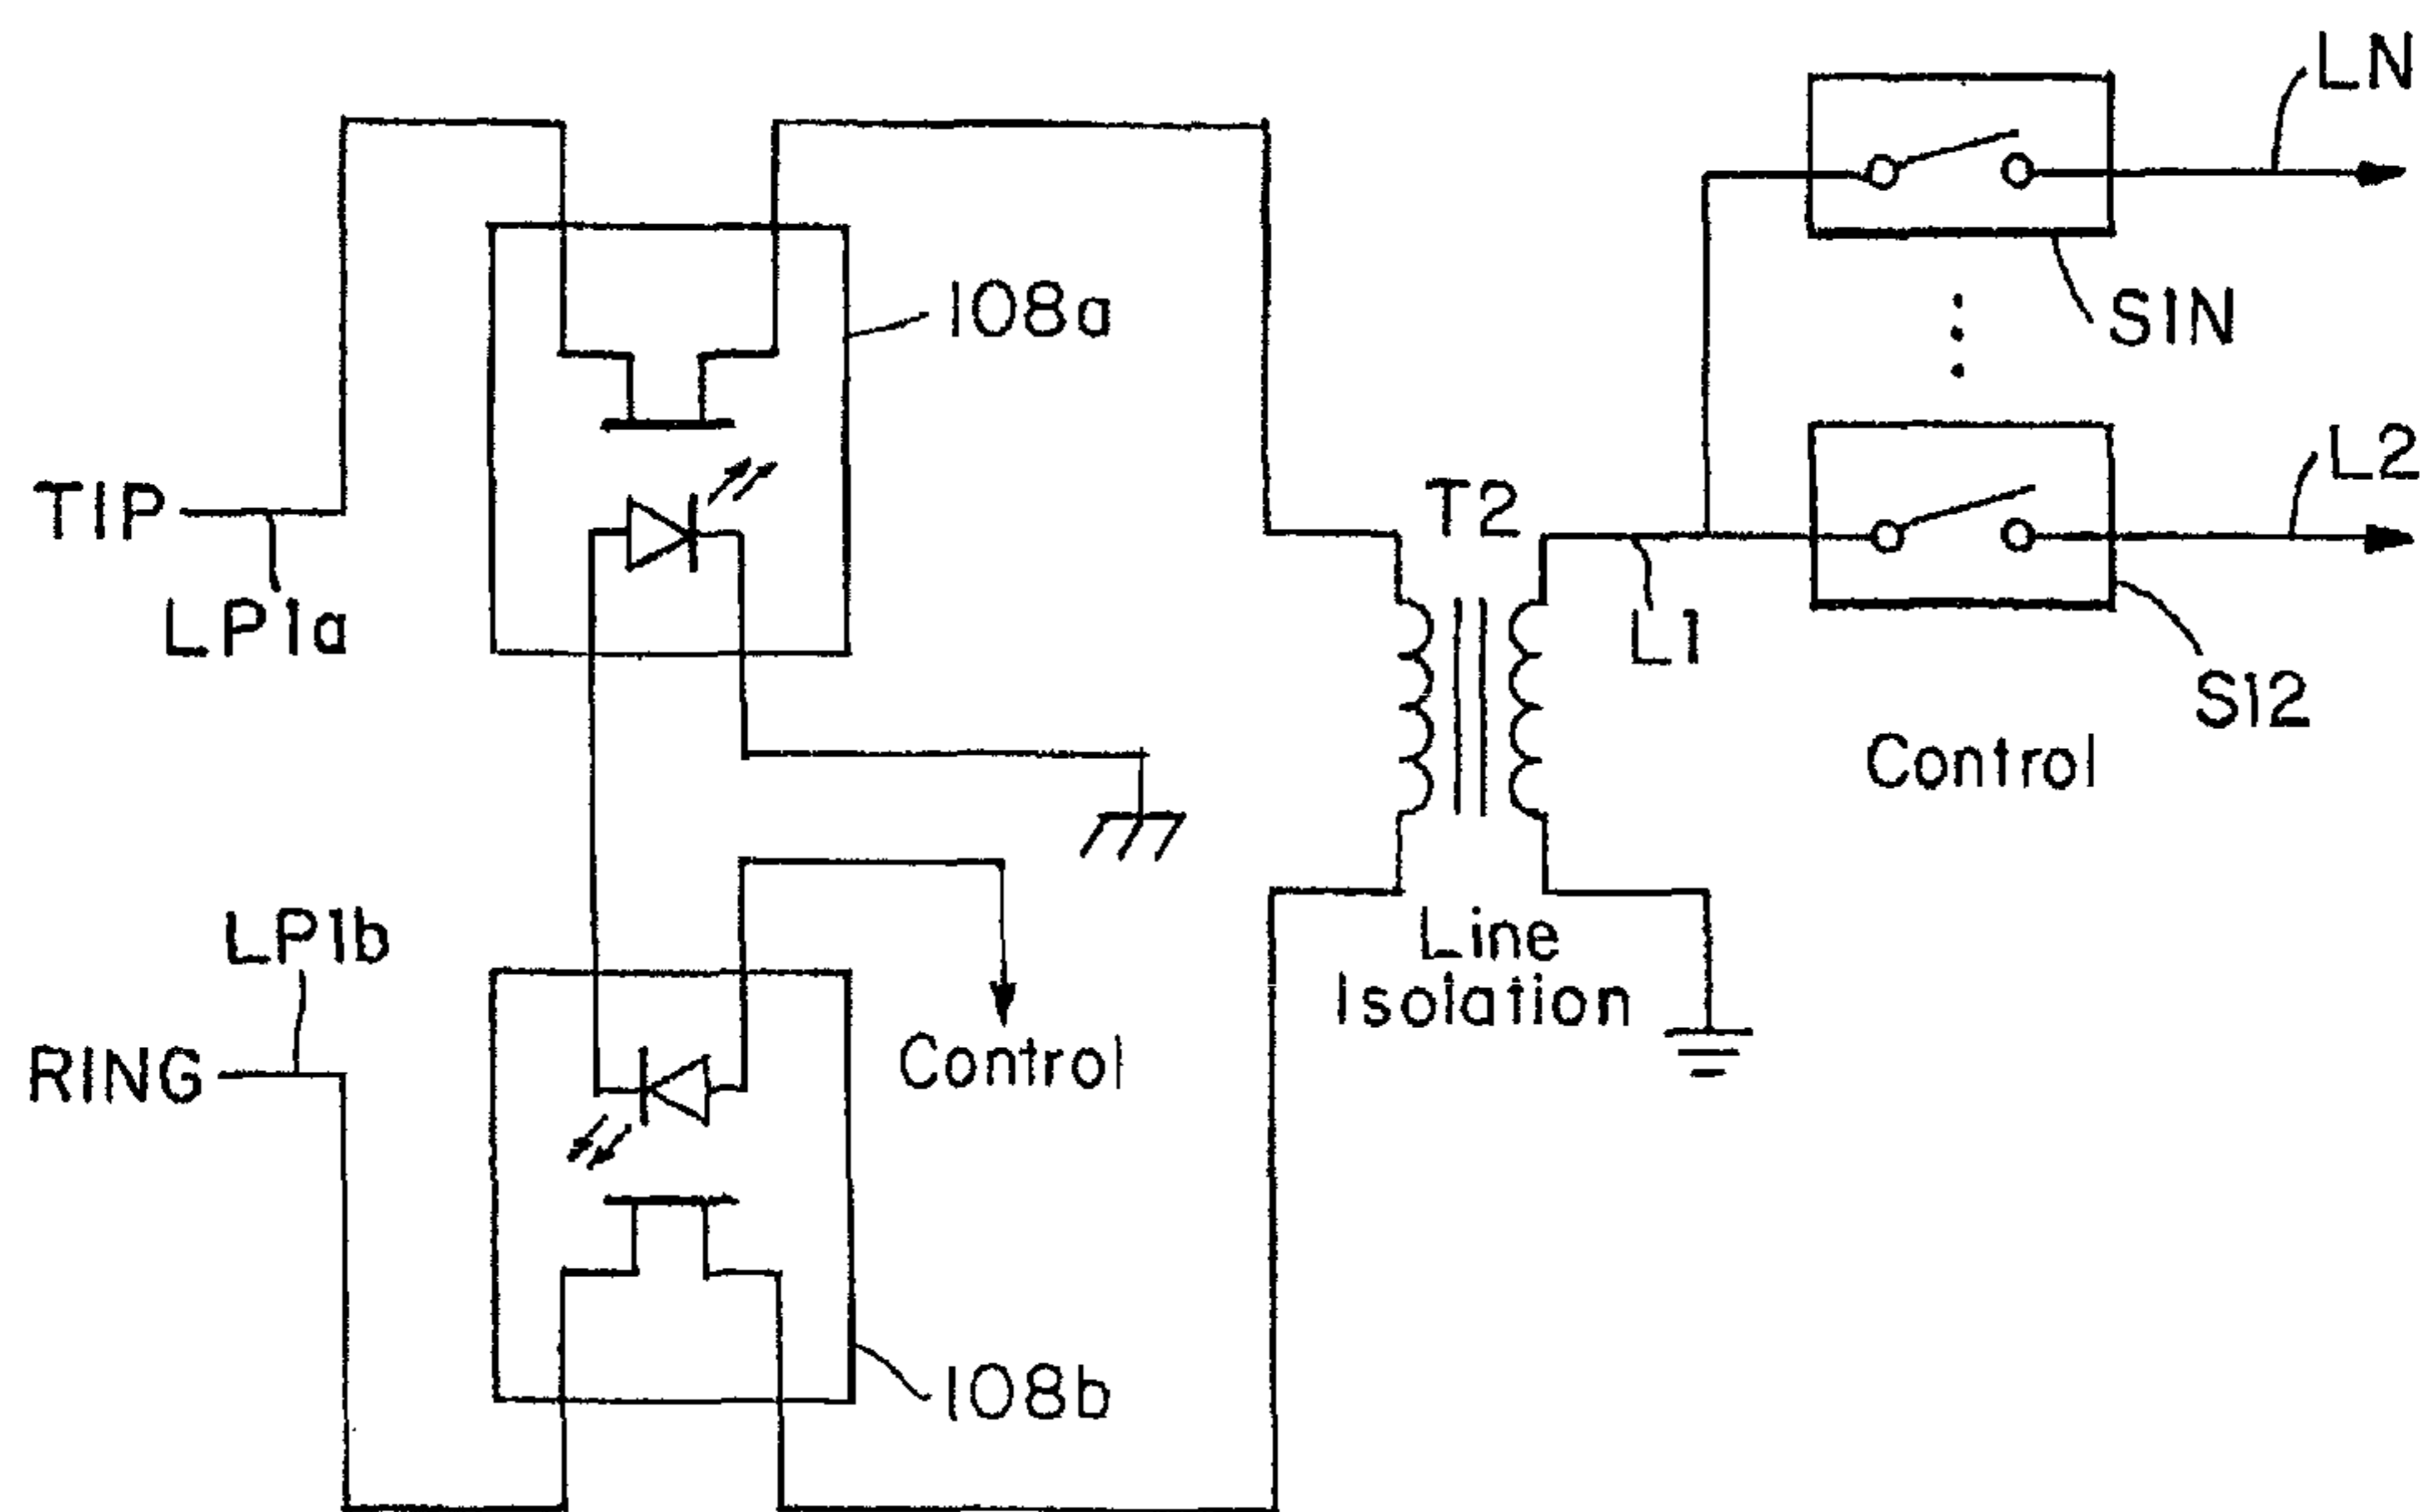 LN
S1N
108a
L2
TIP
T2
LP1a
L1
S12
Control
LP1b
Line
Isolation
RING
Control
108b